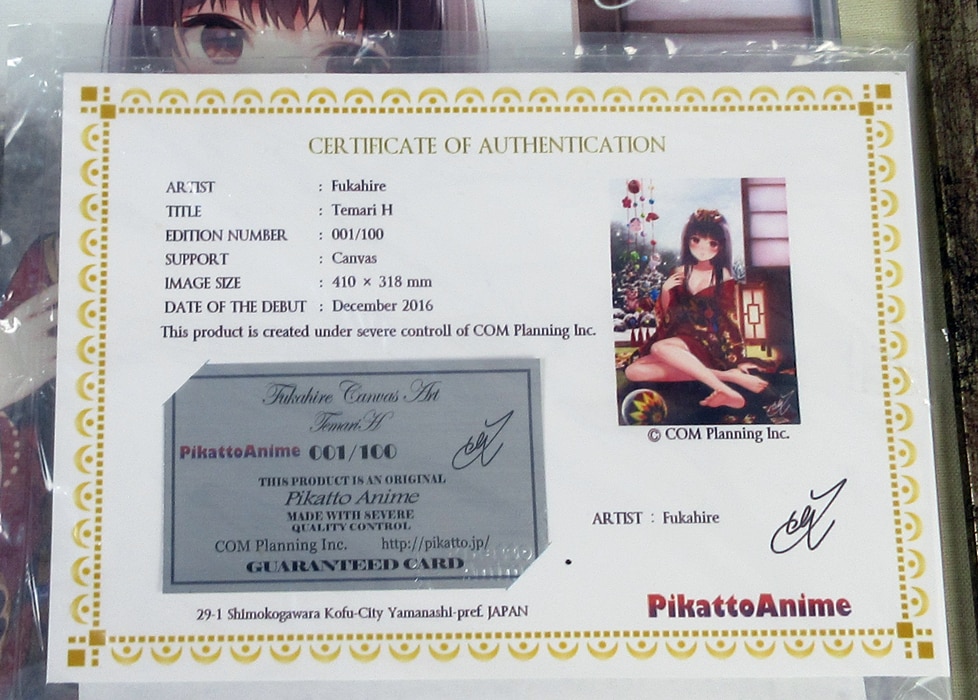 CERTIFICATE OF AUTHENTICATION
ARTIST : Fukahire
TITLE : Temari H
EDITION NUMBER : 001/100
SUPPORT : Canvas
IMAGE SIZE : 410 × 318 mm
DATE OF THE DEBUT : December 2016
This product is created under severe controll of COM Planning Inc.
© COM Planning Inc.
Fukahire Canvas Art
Temari H
PikattoAnime 001/100
THIS PRODUCT IS AN ORIGINAL
Pikatto Anime
MADE WITH SEVERE
QUALITY CONTROL
COM Planning Inc. http://pikatto.jp/
GUARANTEED CARD
ARTIST : Fukahire
PikattoAnime
29-1 Shimokogawara Kofu-City Yamanashi-pref. JAPAN